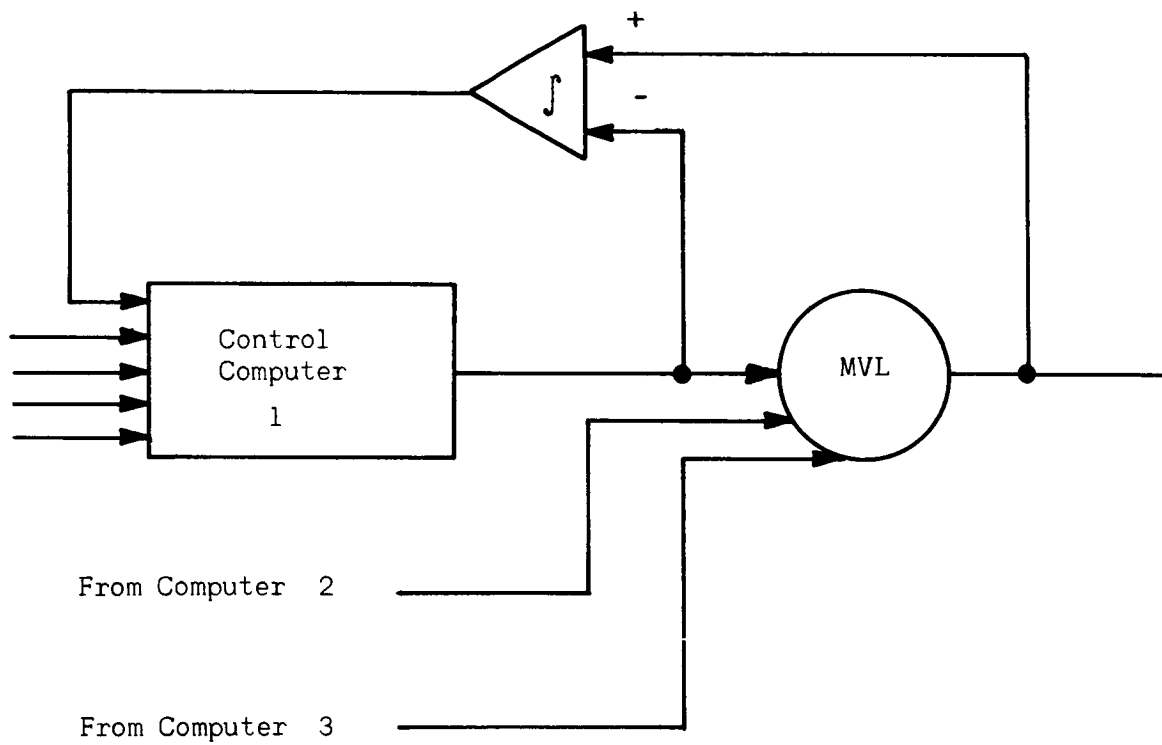 +
∫
-
Control
Computer
1
MVL
From Computer 2
From Computer 3